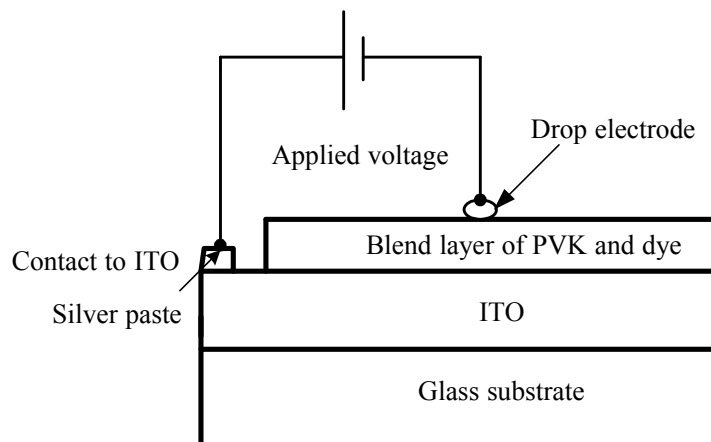 Drop electrode
Applied voltage
Blend layer of PVK and dye
Contact to ITO
Silver paste
ITO
Glass substrate